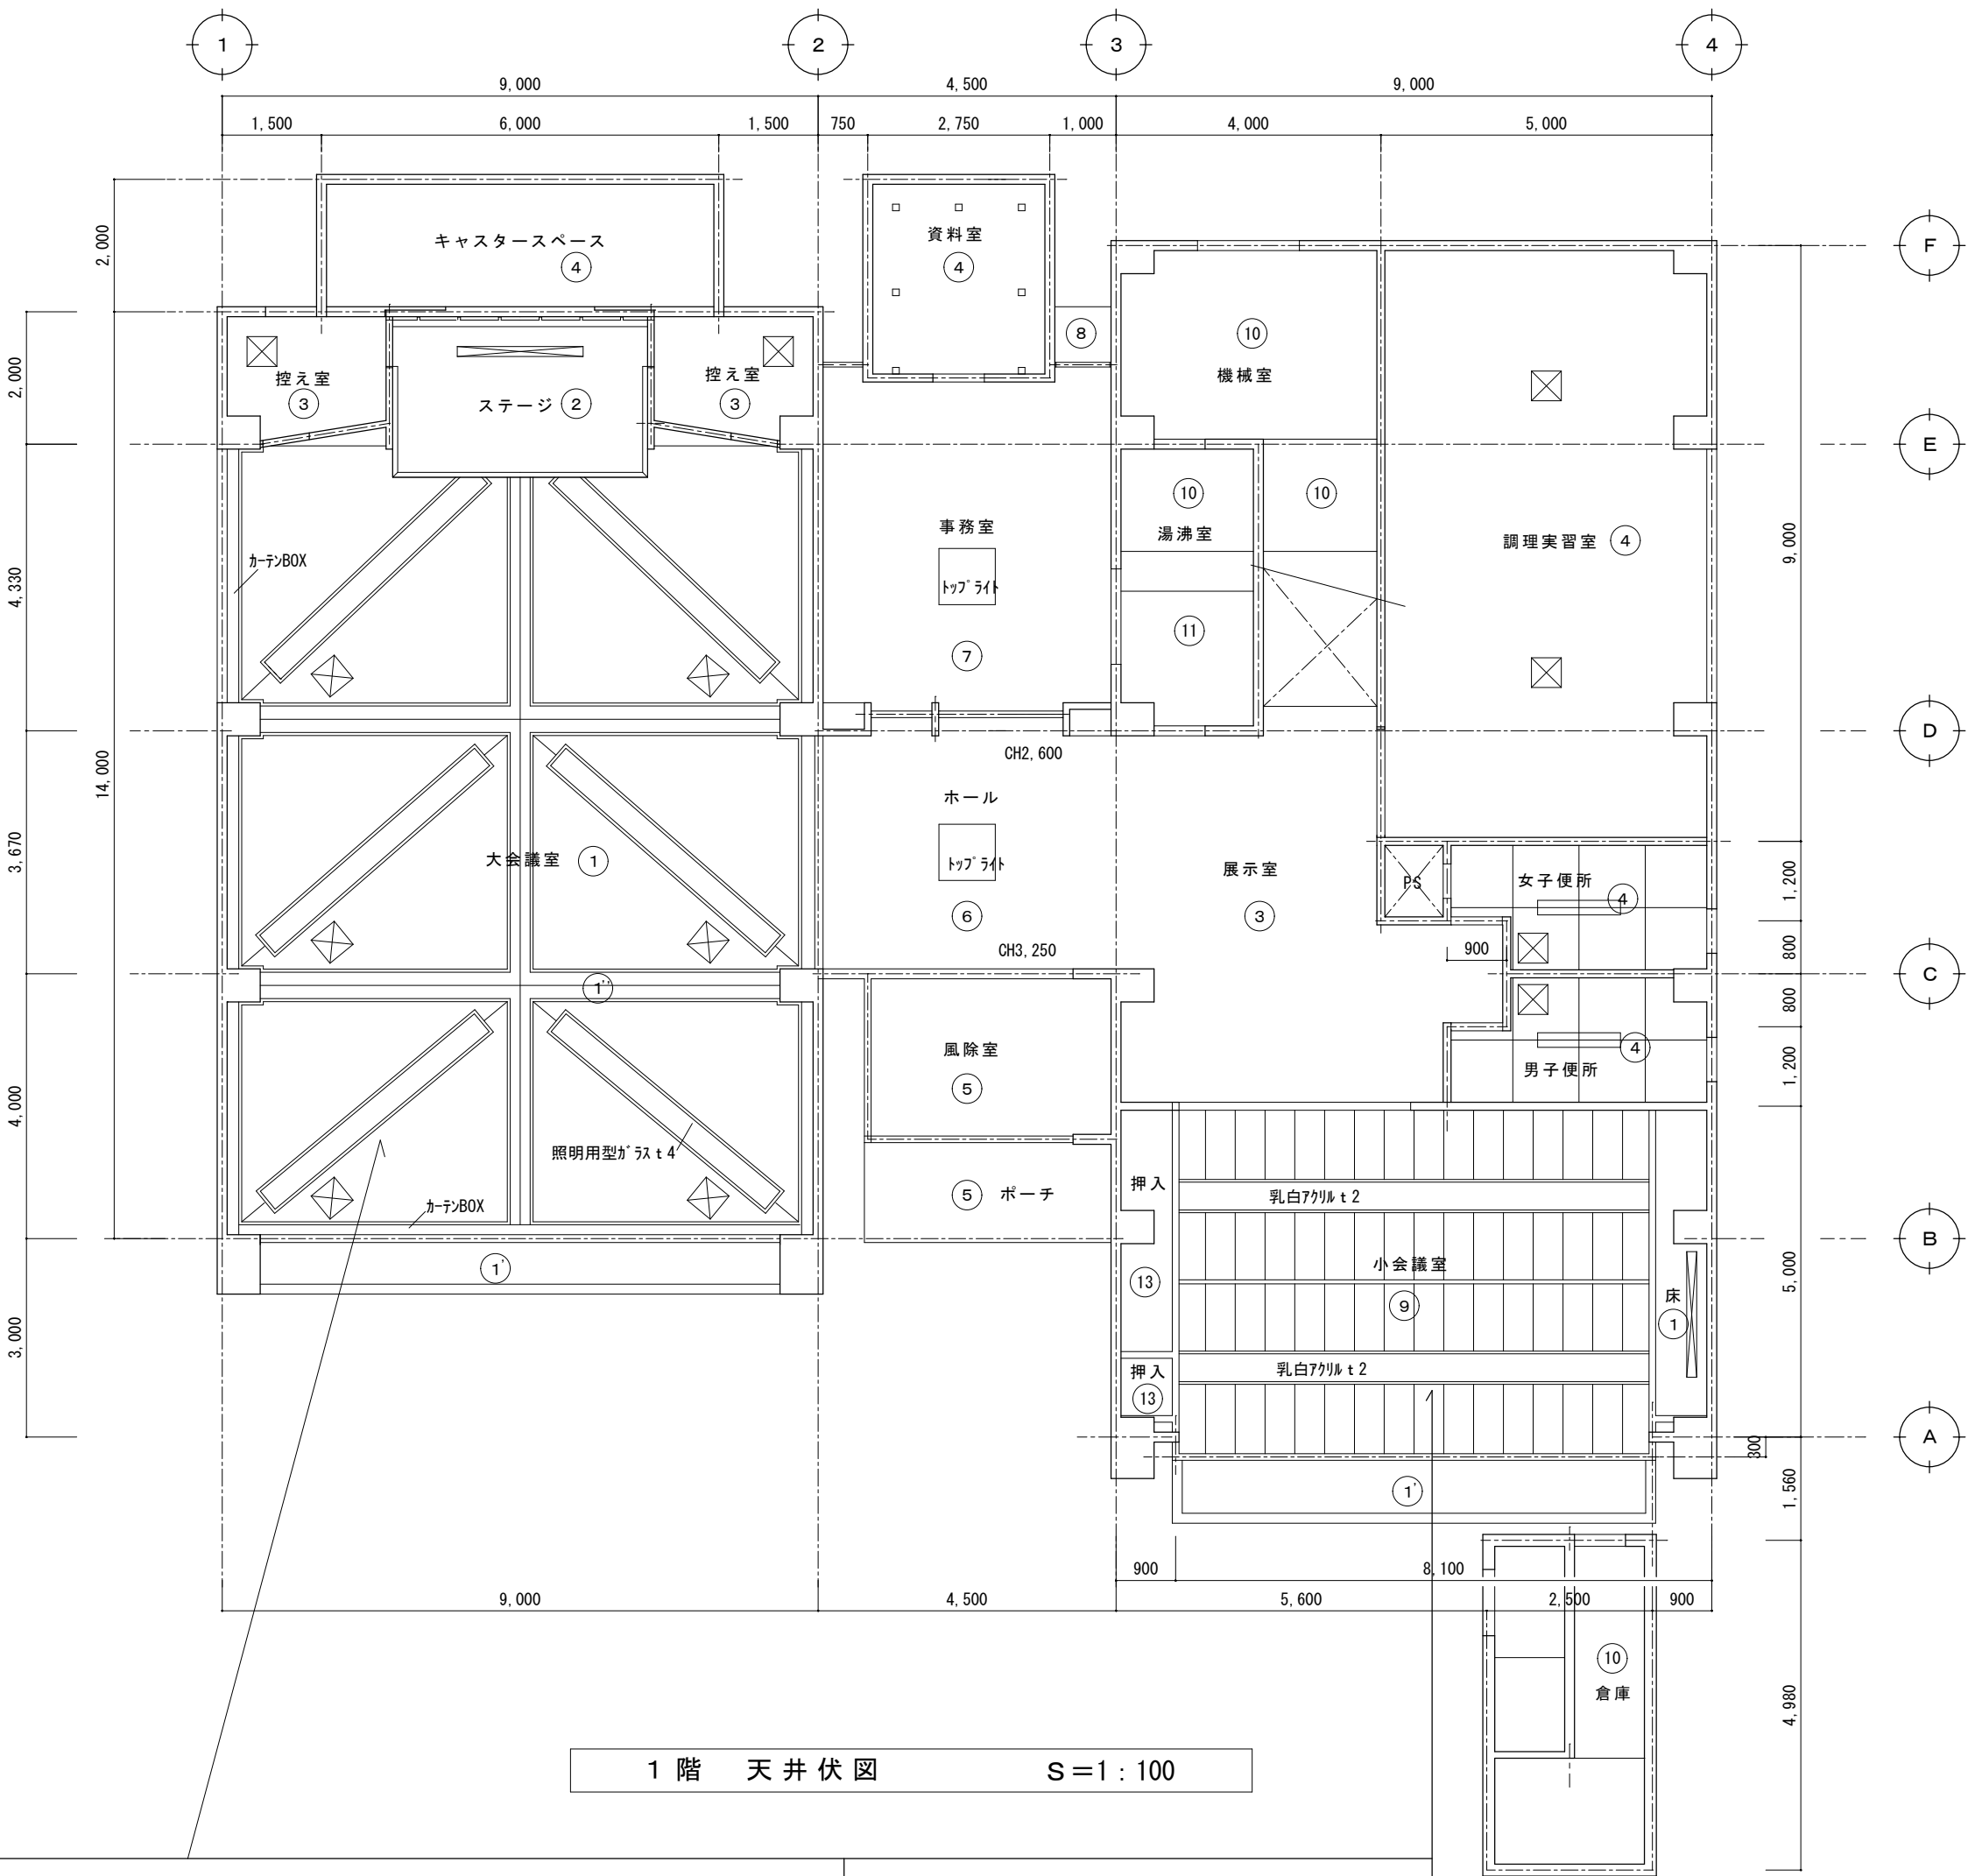 1 2 3 4
9,000 4,500 9,000
1,500 6,000 1,500 750 2,750 1,000 4,000 5,000
F
E
D
C
B
A
2,000
14,000
2,000
4,330
3,670
4,000
3,000
キャスタースペース
4
資料室
4
8
控え室
3
ステージ 2
控え室
3
10
機械室
カーテンBOX
事務室
トップライト
7
10
湯沸室
10
11
調理実習室 4
9,000
CH2,600
ホール
トップライト
6
CH3,250
大会議室 1
1''
展示室
3
PS
女子便所
4
900
男子便所
4
1,200
800
800
1,200
風除室
5
5 ポーチ
照明用型ガラス t 4
カーテンBOX
1'
押入
13
押入
13
乳白アクリル t 2
小会議室
9
乳白アクリル t 2
床
1
5,000
300
1,560
1'
900 8,100
9,000 4,500 5,600 2,500 900
10
倉庫
4,980
1階 天井伏図 S=1:100